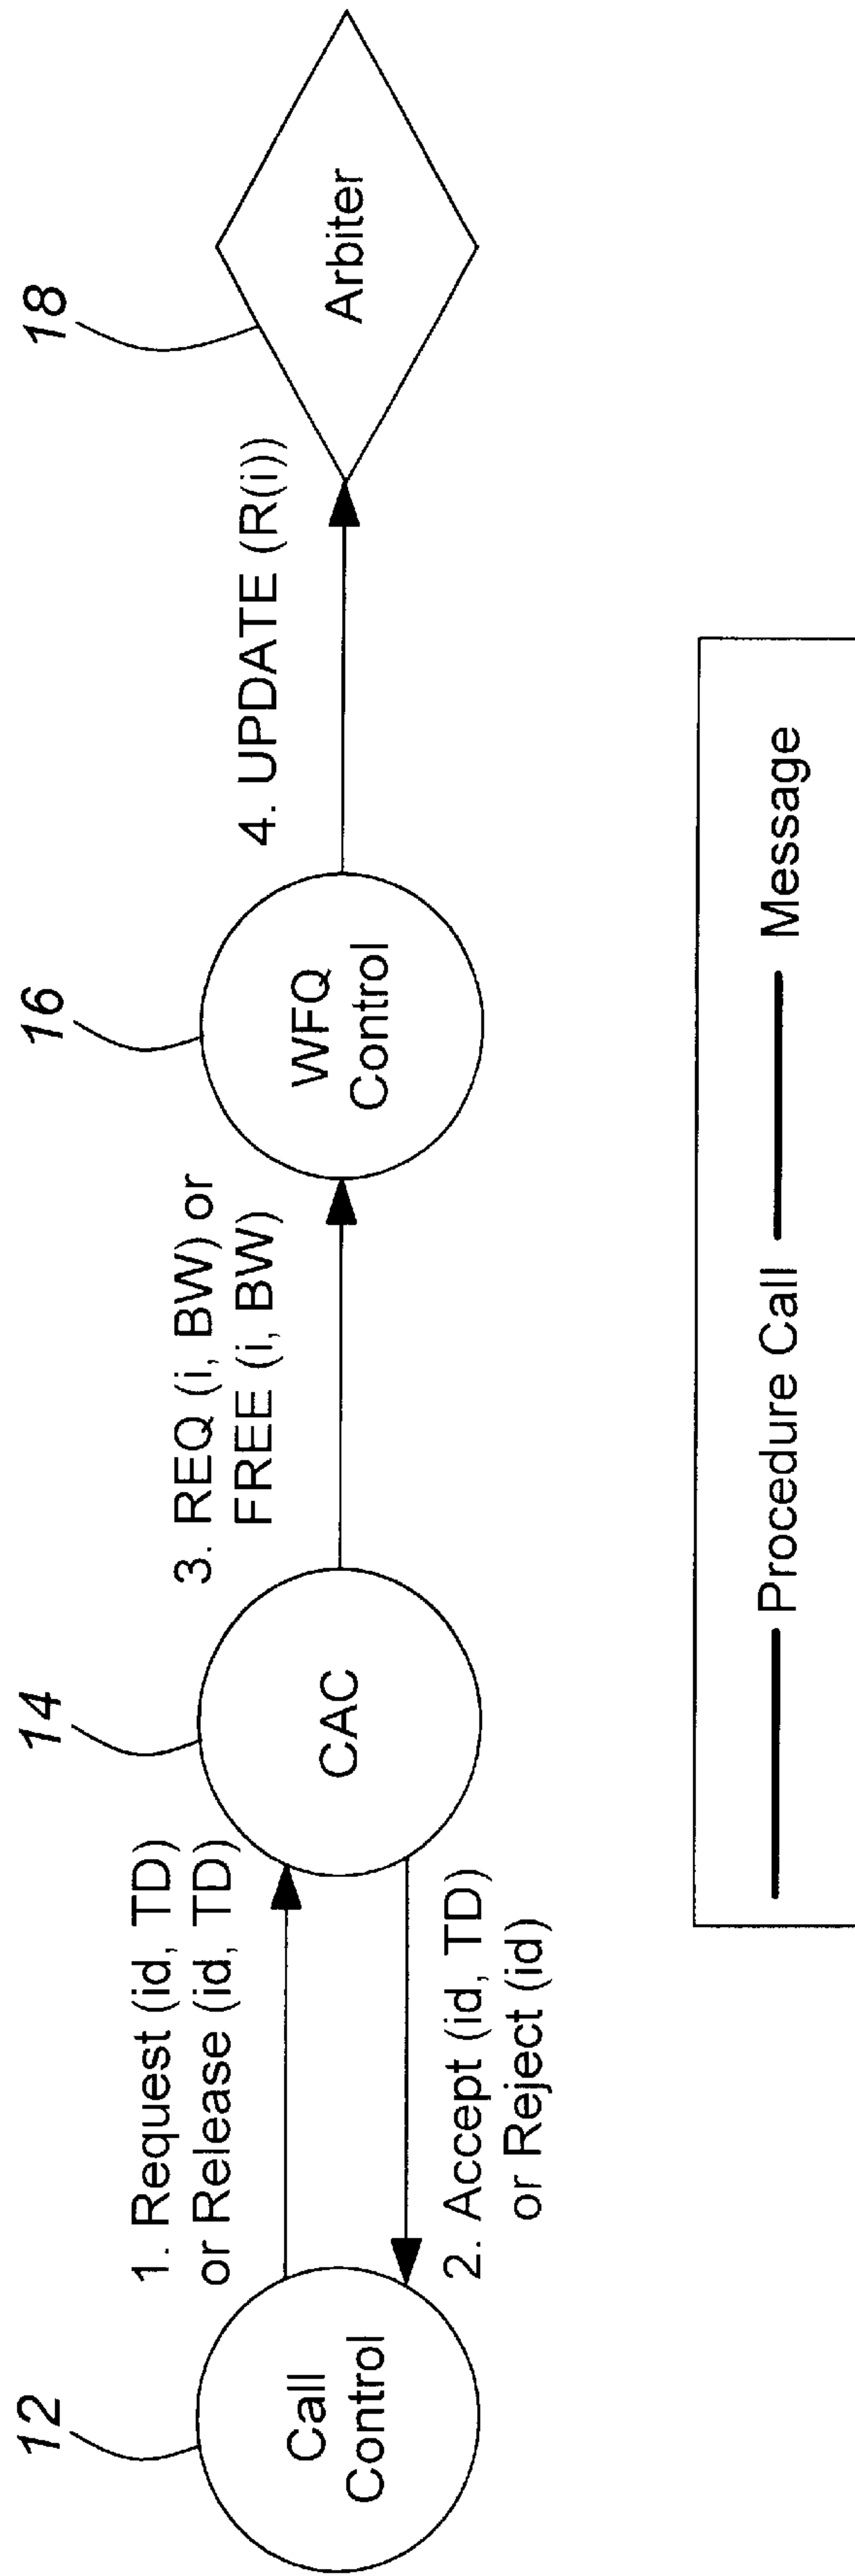 12
14
16
18
Call
Control
1. Request (id, TD)
or Release (id, TD)
2. Accept (id, TD)
or Reject (id)
CAC
3. REQ (i, BW) or
FREE (i, BW)
WFQ
Control
4. UPDATE (R(i))
Arbiter
Procedure Call
Message